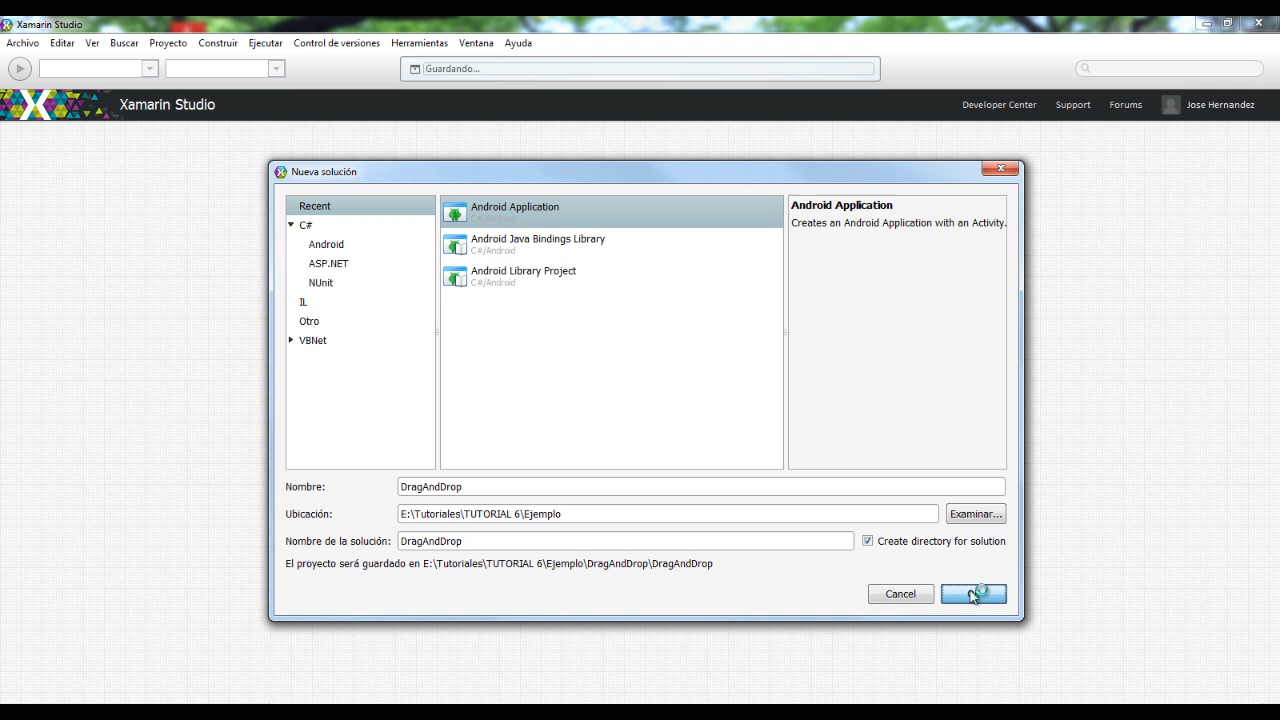 Xamarin Studio
Archivo Editar Ver Buscar Proyecto Construir Ejecutar Control de versiones Herramientas Ventana Ayuda
Guardando...
Xamarin Studio Developer Center Support Forums Jose Hernandez
Nueva solución
Recent
C#
Android
ASP.NET
NUnit
IL
Otro
VBNet
Android Application
C#/Android
Android Java Bindings Library
C#/Android
Android Library Project
C#/Android
Android Application
Creates an Android Application with an Activity.
Nombre: DragAndDrop
Ubicación: E:\Tutoriales\TUTORIAL 6\Ejemplo Examinar...
Nombre de la solución: DragAndDrop Create directory for solution
El proyecto será guardado en E:\Tutoriales\TUTORIAL 6\Ejemplo\DragAndDrop\DragAndDrop
Cancel